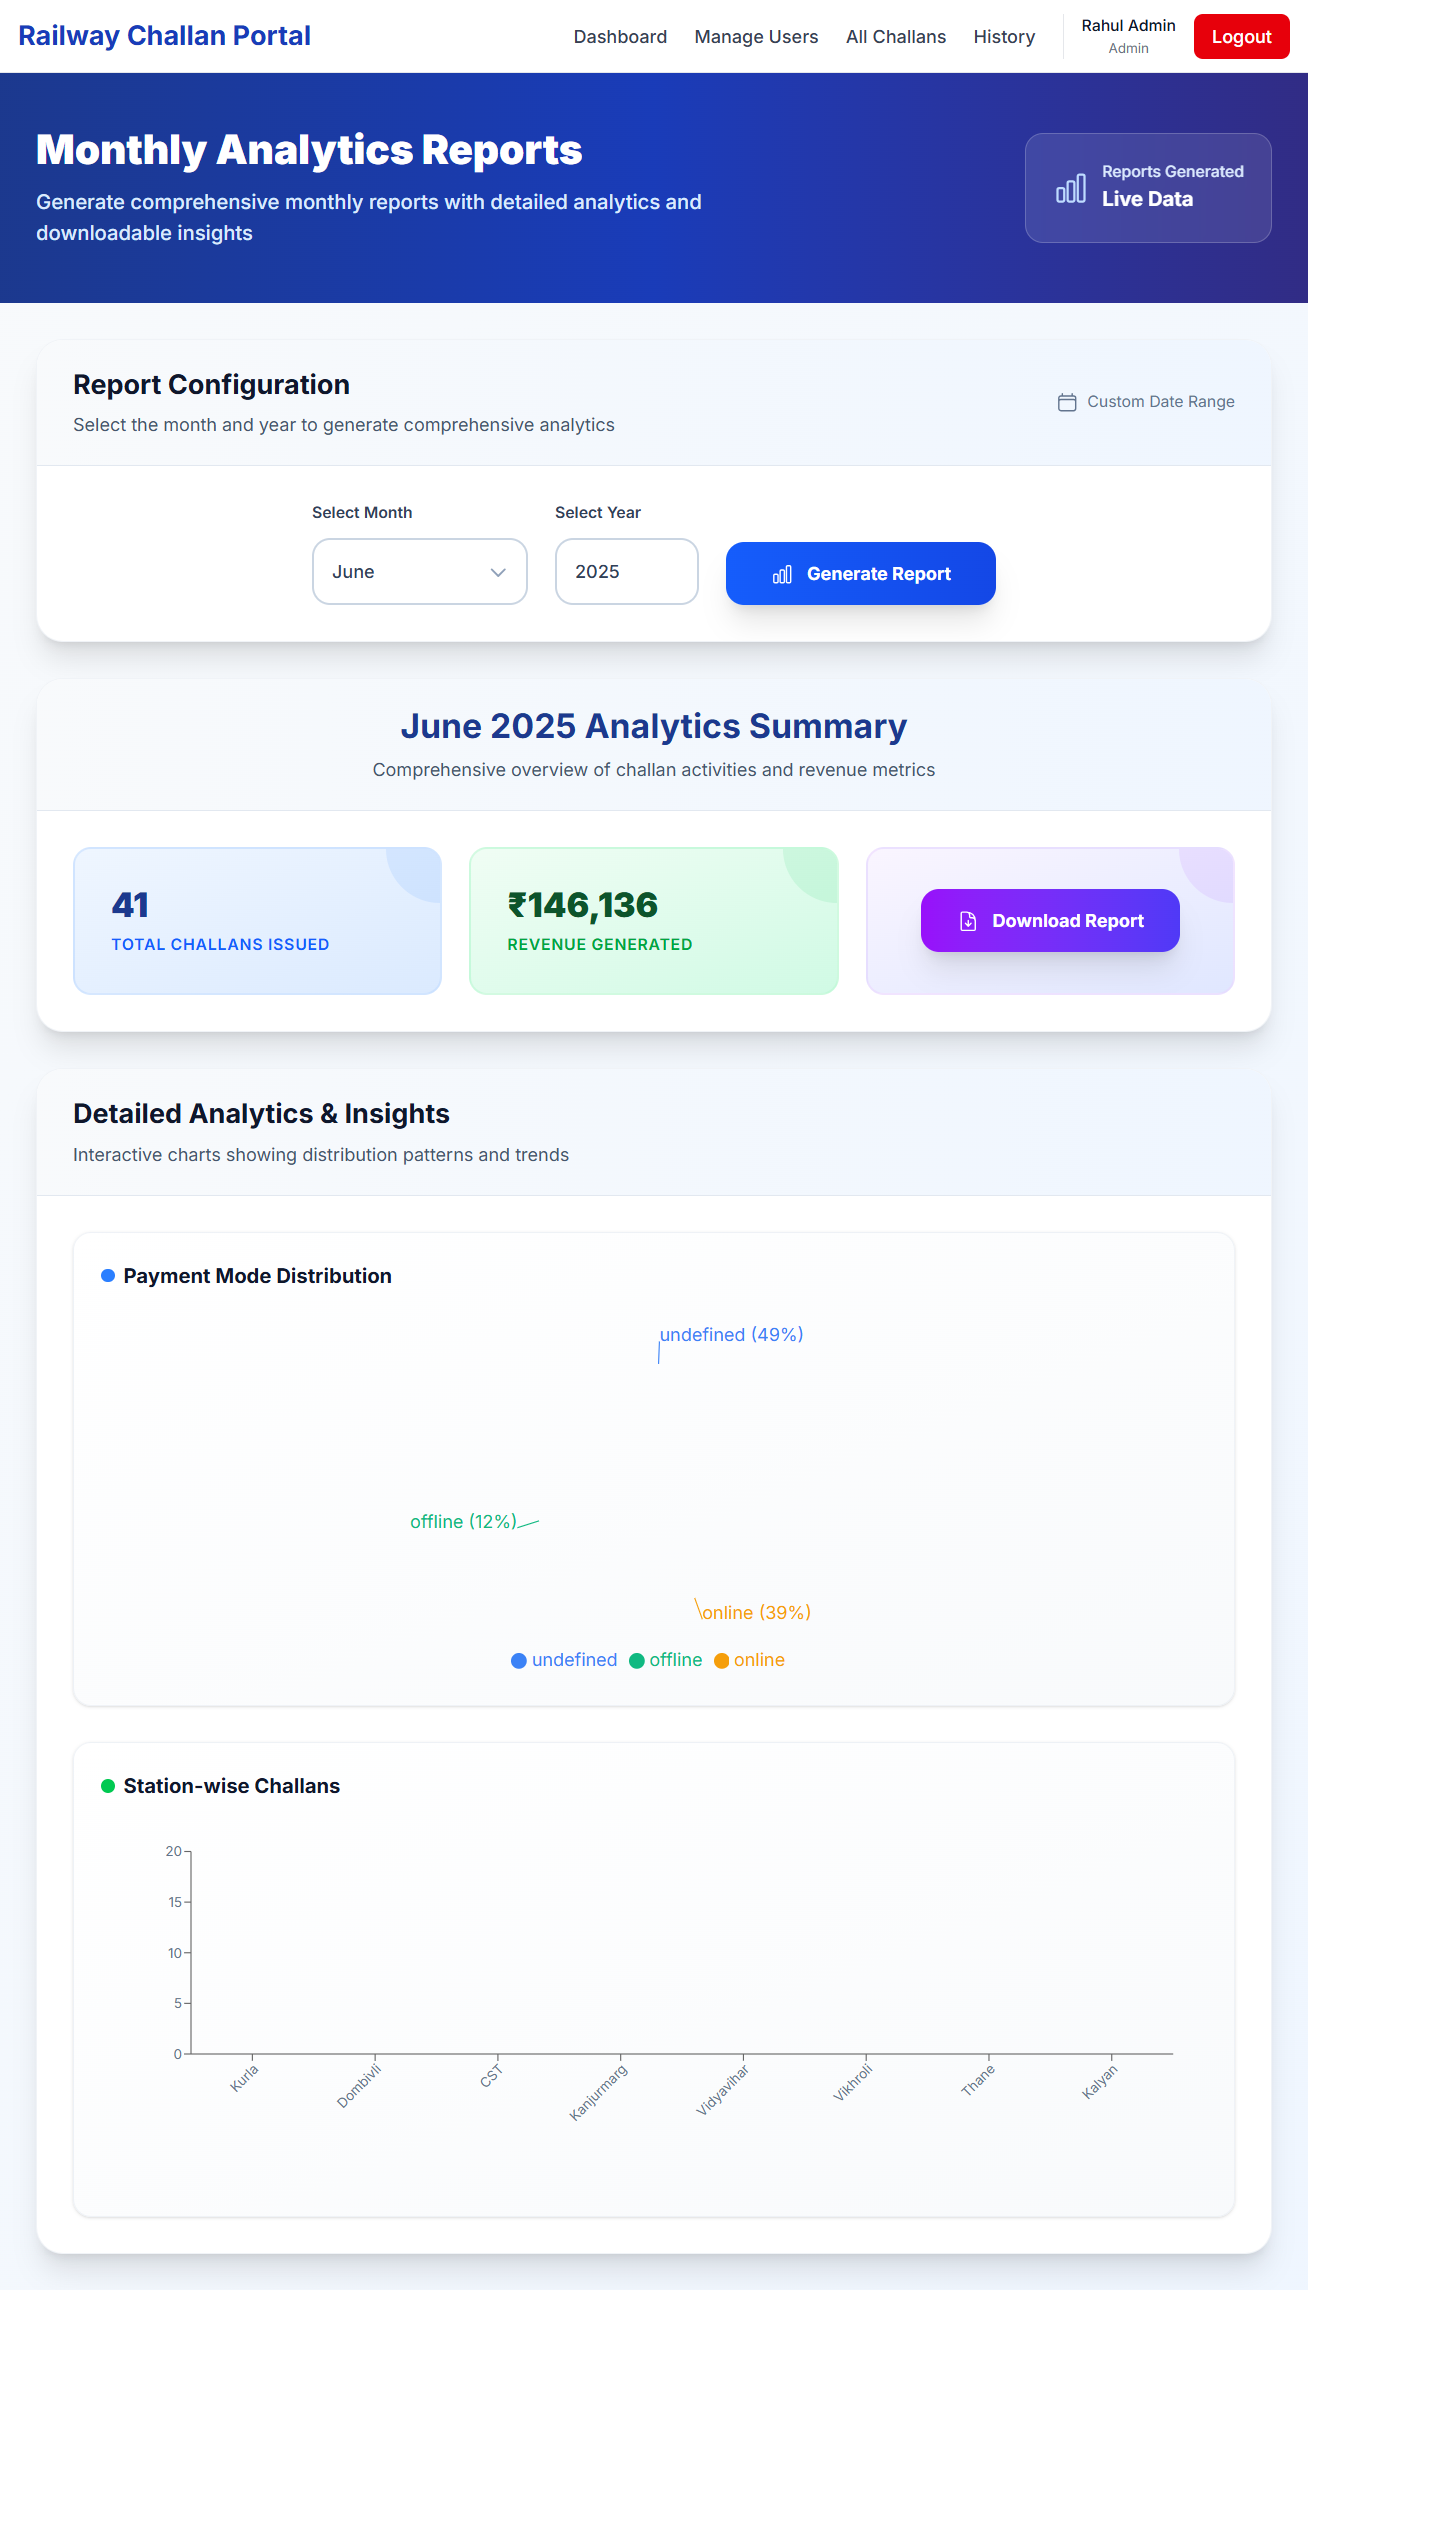 Railway Challan Portal
Dashboard
Manage Users
All Challans
History
Rahul Admin
Admin
Logout
Monthly Analytics Reports
Generate comprehensive monthly reports with detailed analytics and
downloadable insights
Reports Generated
Live Data
Report Configuration
Select the month and year to generate comprehensive analytics
Custom Date Range
Select Month
Select Year
June
2025
Generate Report
June 2025 Analytics Summary
Comprehensive overview of challan activities and revenue metrics
41
TOTAL CHALLANS ISSUED
₹146,136
REVENUE GENERATED
Download Report
Detailed Analytics & Insights
Interactive charts showing distribution patterns and trends
Payment Mode Distribution
undefined (49%)
offline (12%)
online (39%)
undefined
offline
online
Station-wise Challans
20
15
10
5
0
Kurla
Dombivli
CST
Kanjurmarg
Vidyavihar
Vikhroli
Thane
Kalyan